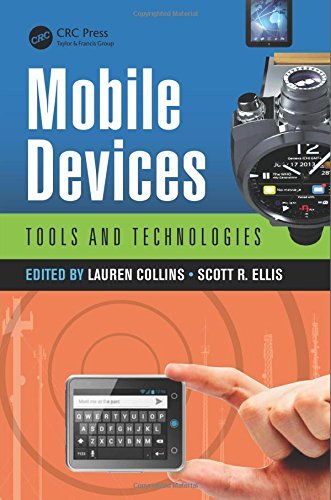 CRC
CRC Press
Taylor & Francis Group
Mobile
Devices
TOOLS AND TECHNOLOGIES
EDITED BY LAUREN COLLINS • SCOTT R. ELLIS
Meet me at the park
QWERTYUIOP
ASDFGHJKL
ZXCVBNM